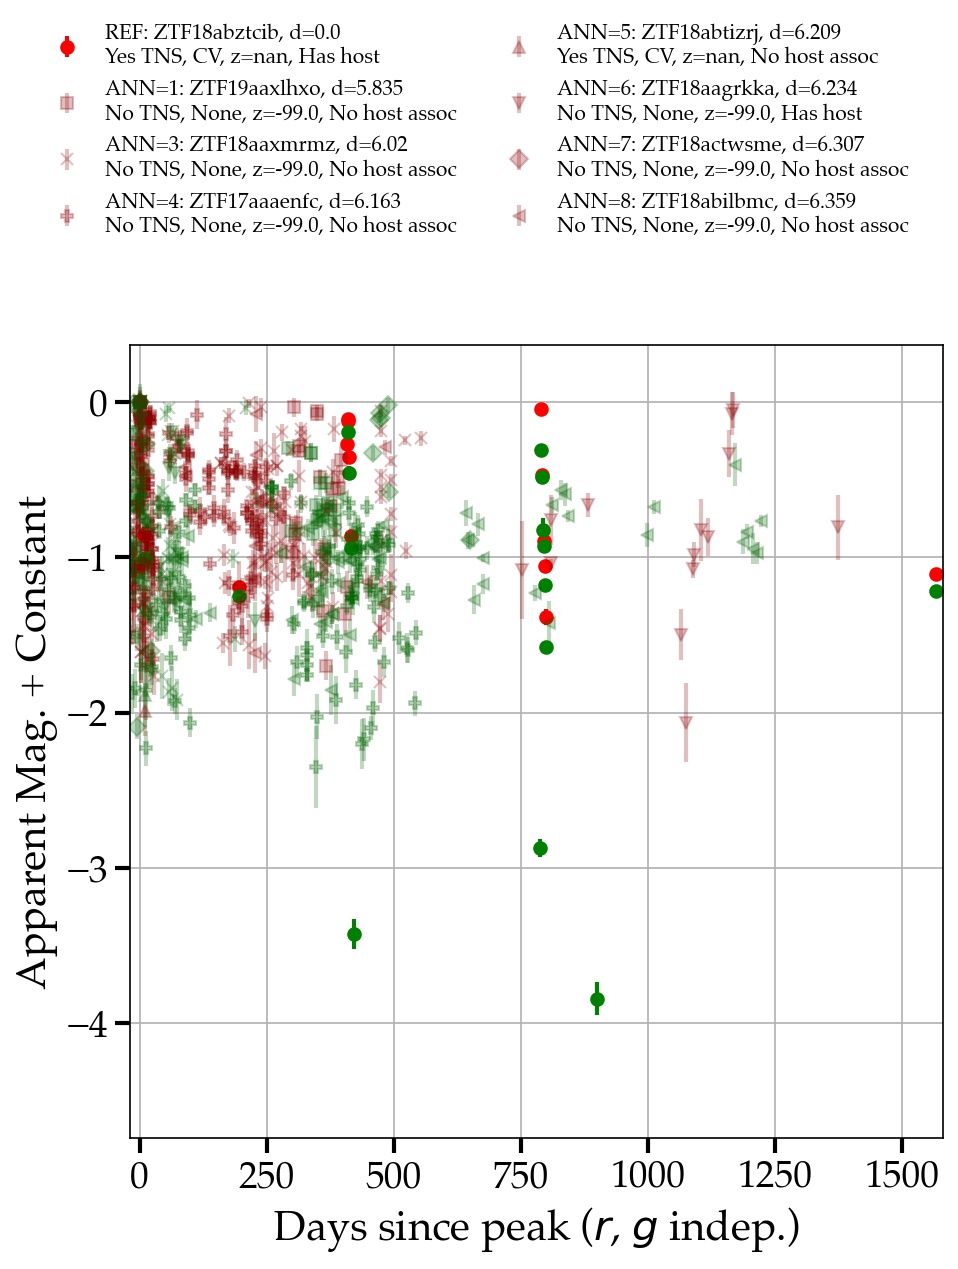 REF: ZTF18abztcib, d=0.0
Yes TNS, CV, z=nan, Has host
ANN=1: ZTF19aaxlhxo, d=5.835
No TNS, None, z=-99.0, No host assoc
ANN=3: ZTF18aaxmrmz, d=6.02
No TNS, None, z=-99.0, No host assoc
ANN=4: ZTF17aaaenfc, d=6.163
No TNS, None, z=-99.0, No host assoc
ANN=5: ZTF18abtizrj, d=6.209
Yes TNS, CV, z=nan, No host assoc
ANN=6: ZTF18aagrkka, d=6.234
No TNS, None, z=-99.0, Has host
ANN=7: ZTF18actwsme, d=6.307
No TNS, None, z=-99.0, No host assoc
ANN=8: ZTF18abilbmc, d=6.359
No TNS, None, z=-99.0, No host assoc
Apparent Mag. + Constant
0
−1
−2
−3
−4
0 250 500 750 1000 1250 1500
Days since peak (r, g indep.)